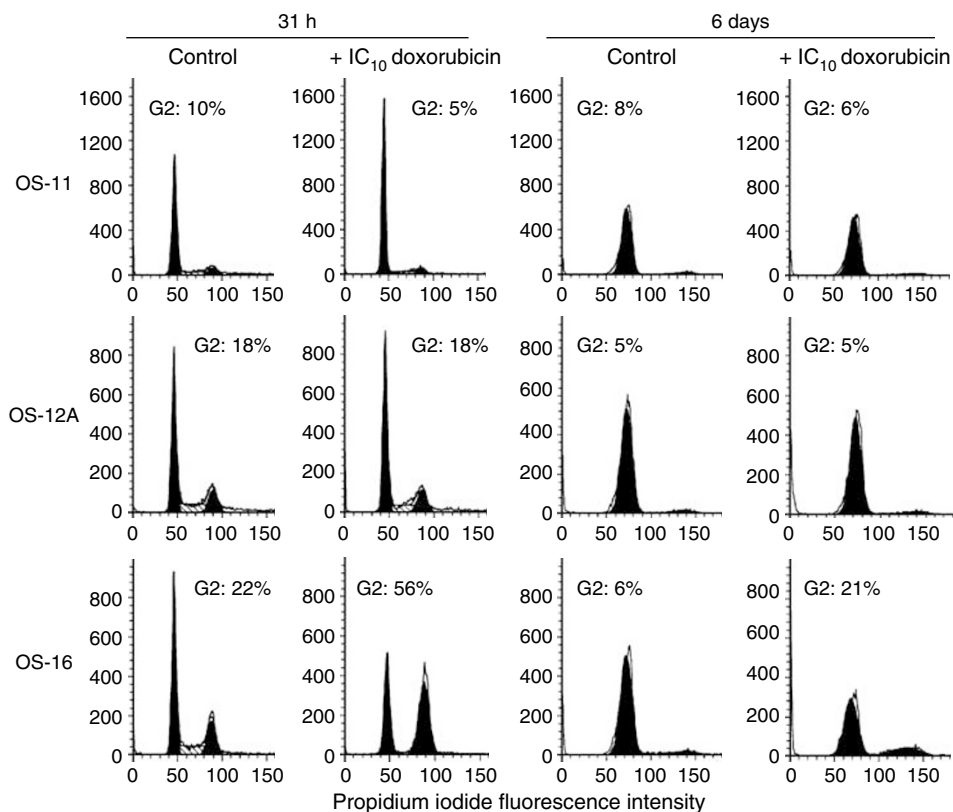 31 h 6 days
Control + IC10 doxorubicin Control + IC10 doxorubicin
OS-11
1600
1200
800
400
0
G2: 10%
0 50 100 150
1600
1200
800
400
0
G2: 5%
0 50 100 150
1600
1200
800
400
0
G2: 8%
0 50 100 150
1600
1200
800
400
0
G2: 6%
0 50 100 150
OS-12A
800
600
400
200
0
G2: 18%
0 50 100 150
800
600
400
200
0
G2: 18%
0 50 100 150
800
600
400
200
0
G2: 5%
0 50 100 150
800
600
400
200
0
G2: 5%
0 50 100 150
OS-16
800
600
400
200
0
G2: 22%
0 50 100 150
800
600
400
200
0
G2: 56%
0 50 100 150
800
600
400
200
0
G2: 6%
0 50 100 150
800
600
400
200
0
G2: 21%
0 50 100 150
Propidium iodide fluorescence intensity